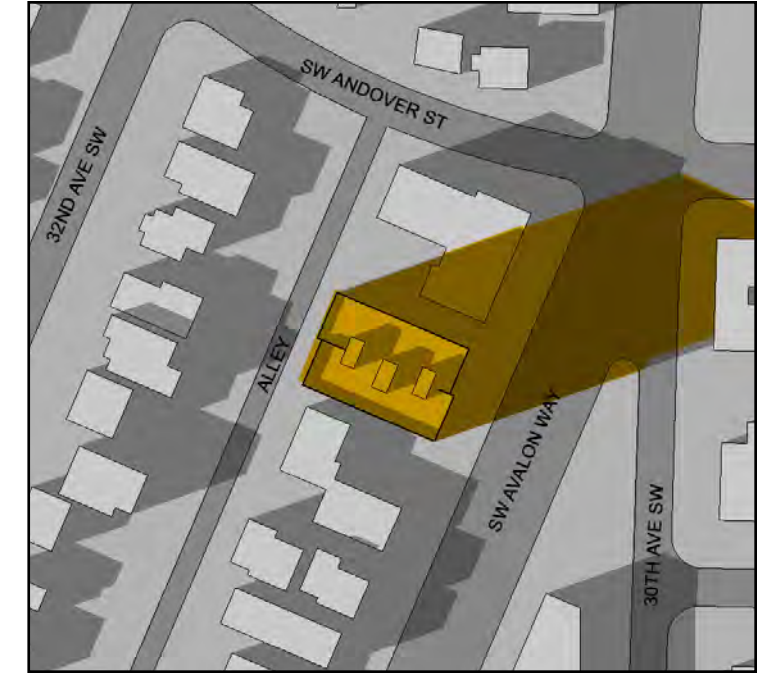 SW ANDOVER ST
32ND AVE SW
ALLEY
SW AVALON WAY
30TH AVE SW